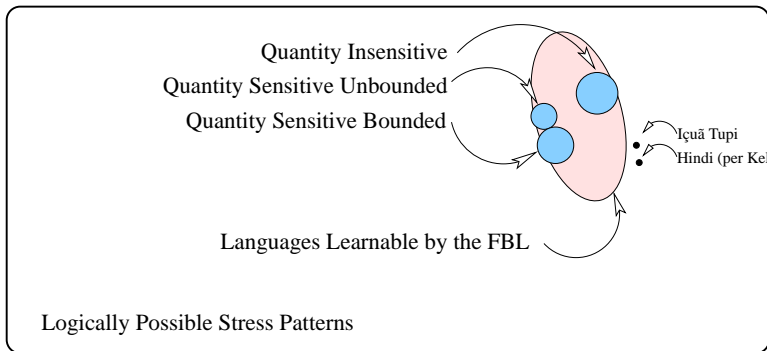 Quantity Insensitive
Quantity Sensitive Unbounded
Quantity Sensitive Bounded
Içuã Tupi
Hindi (per Kel
Languages Learnable by the FBL
Logically Possible Stress Patterns